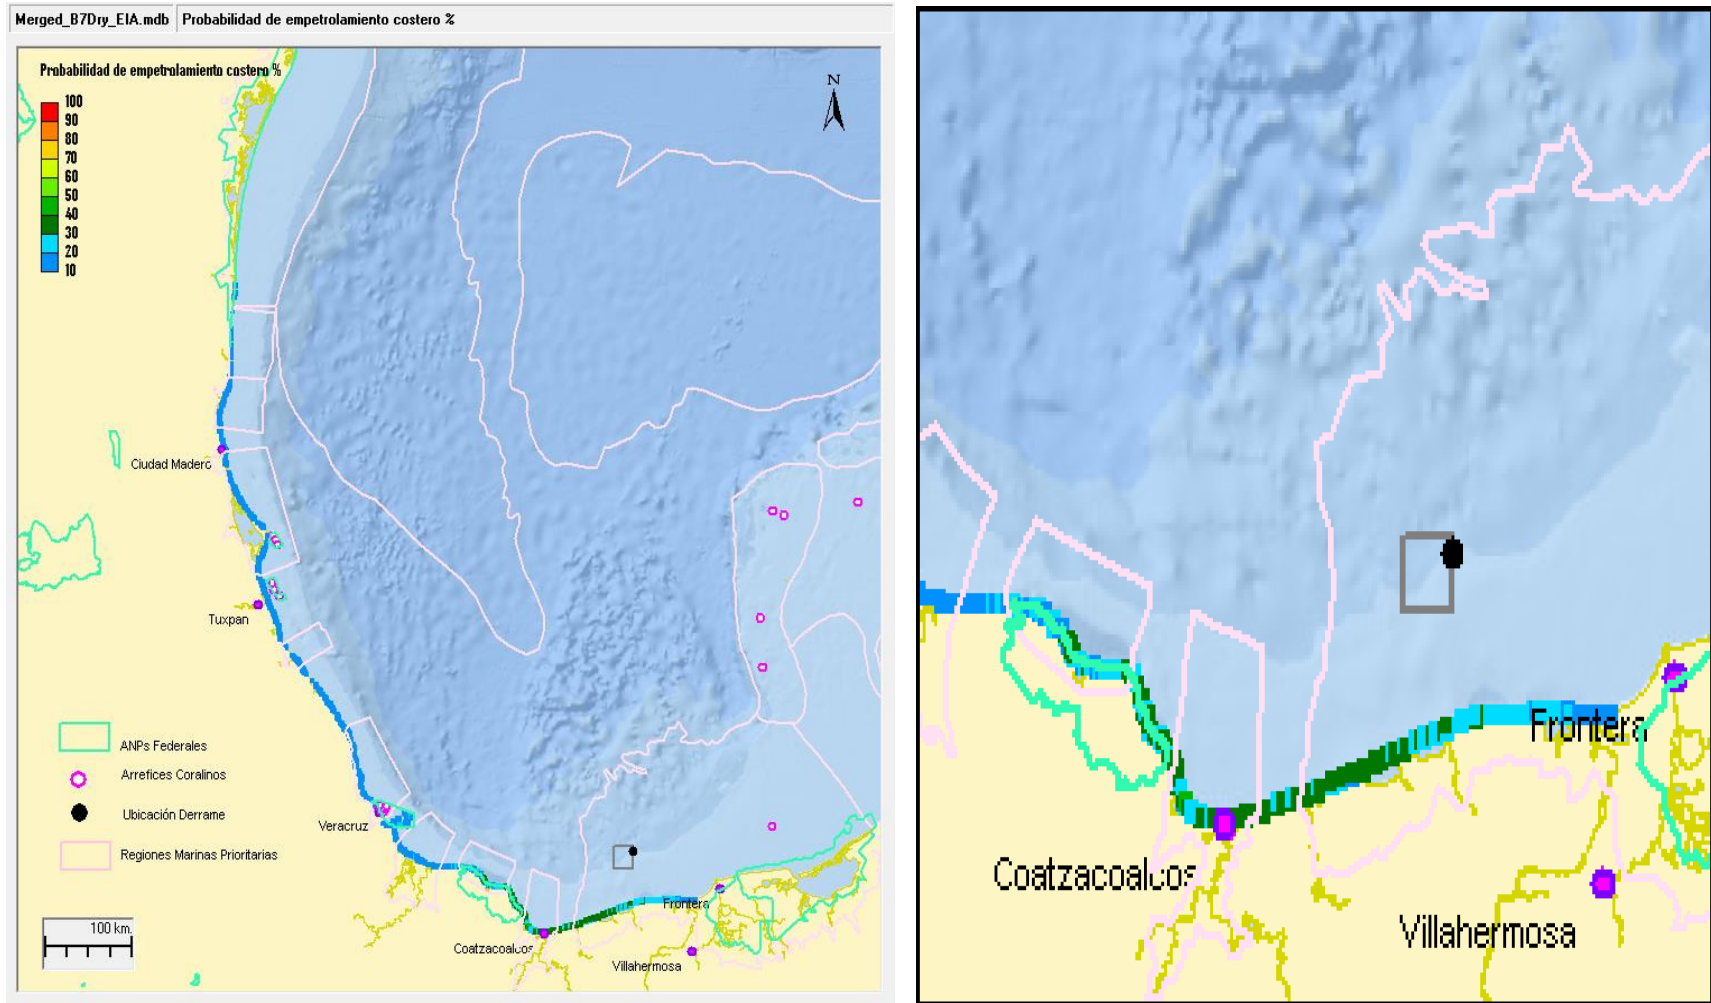 Merged_B7Dry_EIA.mdb
Probabilidad de empetrolamiento costero %
Probabilidad de empetrolamiento costero %
N
100
90
80
70
60
50
40
30
20
10
Ciudad Madero
Tuxpan
ANPs Federales
Arrefices Coralinos
Ubicación Derrame
Veracruz
Regiones Marinas Prioritarias
Frontera
100 km.
Coatzacoalcos
Villahermosa
Frontera
Coatzacoalcos
Villahermosa